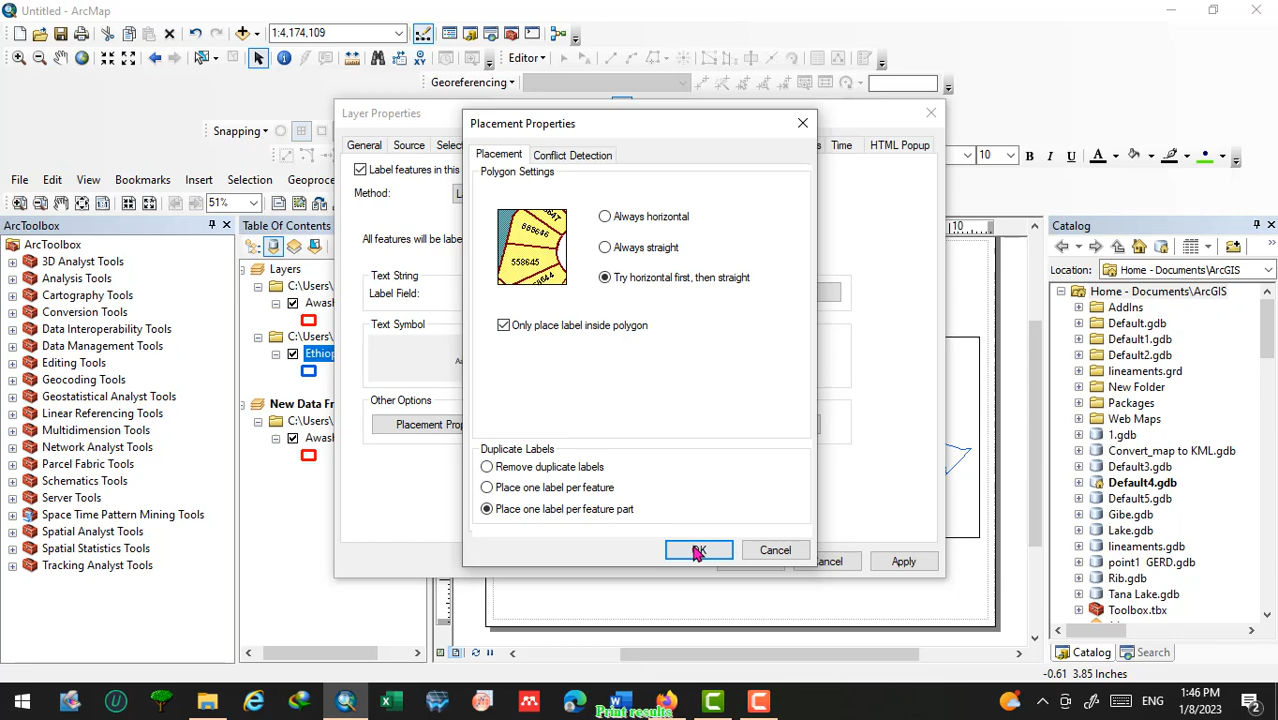 Untitled - ArcMap
1:4,174,109
Editor
Georeferencing
Snapping
10
B I U A
File Edit View Bookmarks Insert Selection Geoproce
51%
ArcToolbox
ArcToolbox
3D Analyst Tools
Analysis Tools
Cartography Tools
Conversion Tools
Data Interoperability Tools
Data Management Tools
Editing Tools
Geocoding Tools
Geostatistical Analyst Tools
Linear Referencing Tools
Multidimension Tools
Network Analyst Tools
Parcel Fabric Tools
Schematics Tools
Server Tools
Space Time Pattern Mining Tools
Spatial Analyst Tools
Spatial Statistics Tools
Tracking Analyst Tools
Table Of Contents
Layers
C:\Users\
Awash
C:\Users\
Ethiop
New Data Fr
C:\Users\
Awash
Layer Properties
General Source Select
s Time HTML Popup
Label features in this
Method:
All features will be labe
Text String
Label Field:
Text Symbol
Other Options
Placement Prop
Cancel Apply
Placement Properties
Placement Conflict Detection
Polygon Settings
885646
558645
Always horizontal
Always straight
Try horizontal first, then straight
Only place label inside polygon
Duplicate Labels
Remove duplicate labels
Place one label per feature
Place one label per feature part
OK Cancel
10
Catalog
Location: Home - Documents\ArcGIS
Home - Documents\ArcGIS
AddIns
Default.gdb
Default1.gdb
Default2.gdb
lineaments.grd
New Folder
Packages
Web Maps
1.gdb
Convert_map to KML.gdb
Default3.gdb
Default4.gdb
Default5.gdb
Gibe.gdb
Lake.gdb
lineaments.gdb
point1 GERD.gdb
Rib.gdb
Tana Lake.gdb
Toolbox.tbx
Catalog Search
-0.61 3.85 Inches
ENG
1:46 PM
1/8/2023
2
Print results